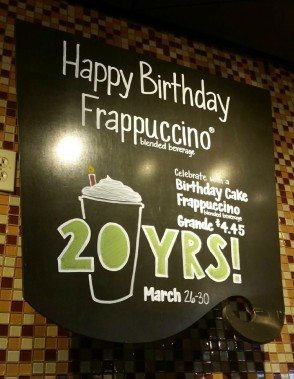 Happy Birthday
Frappuccino®
blended beverage
Celebrate with a
Birthday Cake
Frappuccino
blended beverage
Grande $4.45
20 YRS!
March 26-30